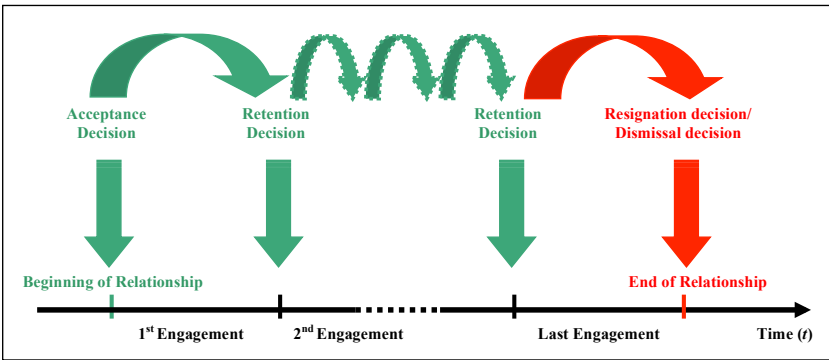 Acceptance
Decision
Retention
Decision
Retention
Decision
Resignation decision/
Dismissal decision
Beginning of Relationship
End of Relationship
1st Engagement
2nd Engagement
Last Engagement
Time (t)